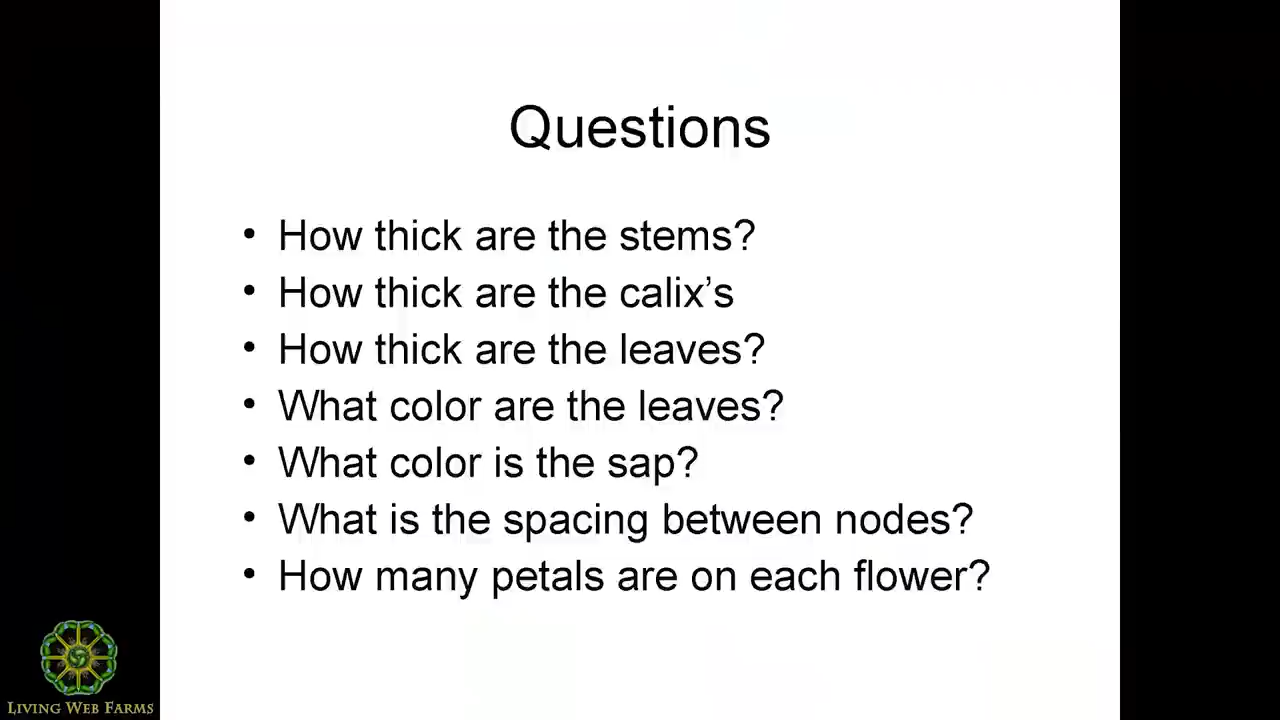 Questions
• How thick are the stems?
• How thick are the calix’s
• How thick are the leaves?
• What color are the leaves?
• What color is the sap?
• What is the spacing between nodes?
• How many petals are on each flower?
LIVING WEB FARMS